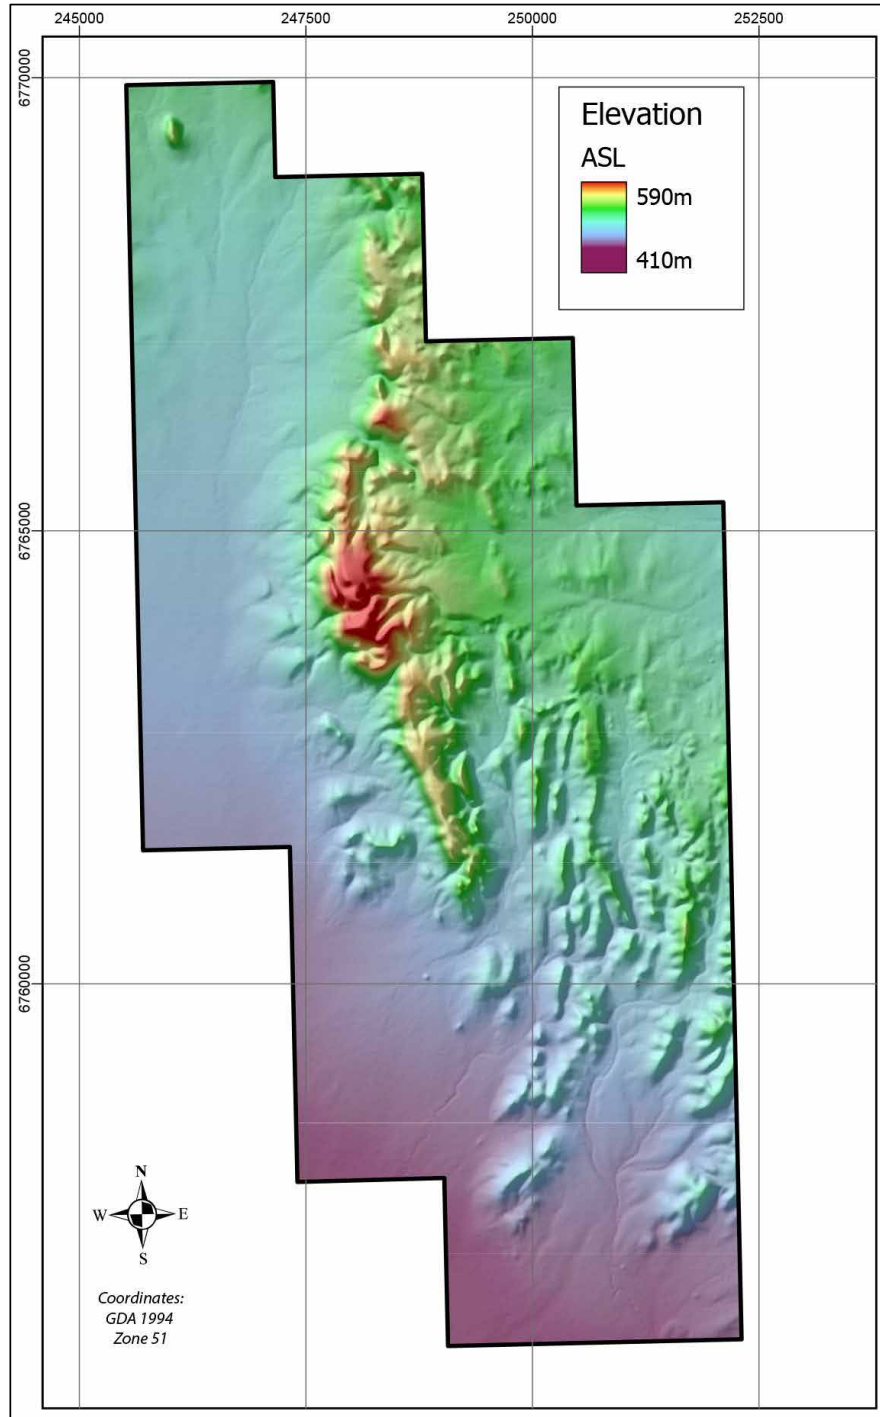 245000
247500
250000
252500
6770000
Elevation
ASL
590m
410m
6765000
6760000
N
W
E
S
Coordinates:
GDA 1994
Zone 51